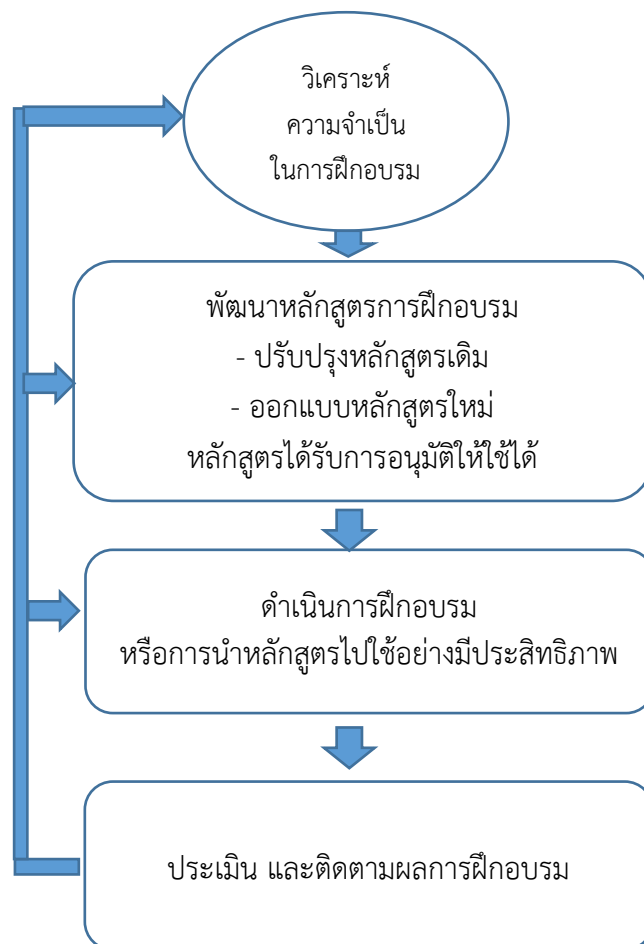 วิเคราะห์
ความจำเป็น
ในการฝึกอบรม
พัฒนาหลักสูตรการฝึกอบรม
- ปรับปรุงหลักสูตรเดิม
- ออกแบบหลักสูตรใหม่
หลักสูตรได้รับการอนุมัติให้ใช้ได้
ดำเนินการฝึกอบรม
หรือการนำหลักสูตรไปใช้อย่างมีประสิทธิภาพ
ประเมิน และติดตามผลการฝึกอบรม